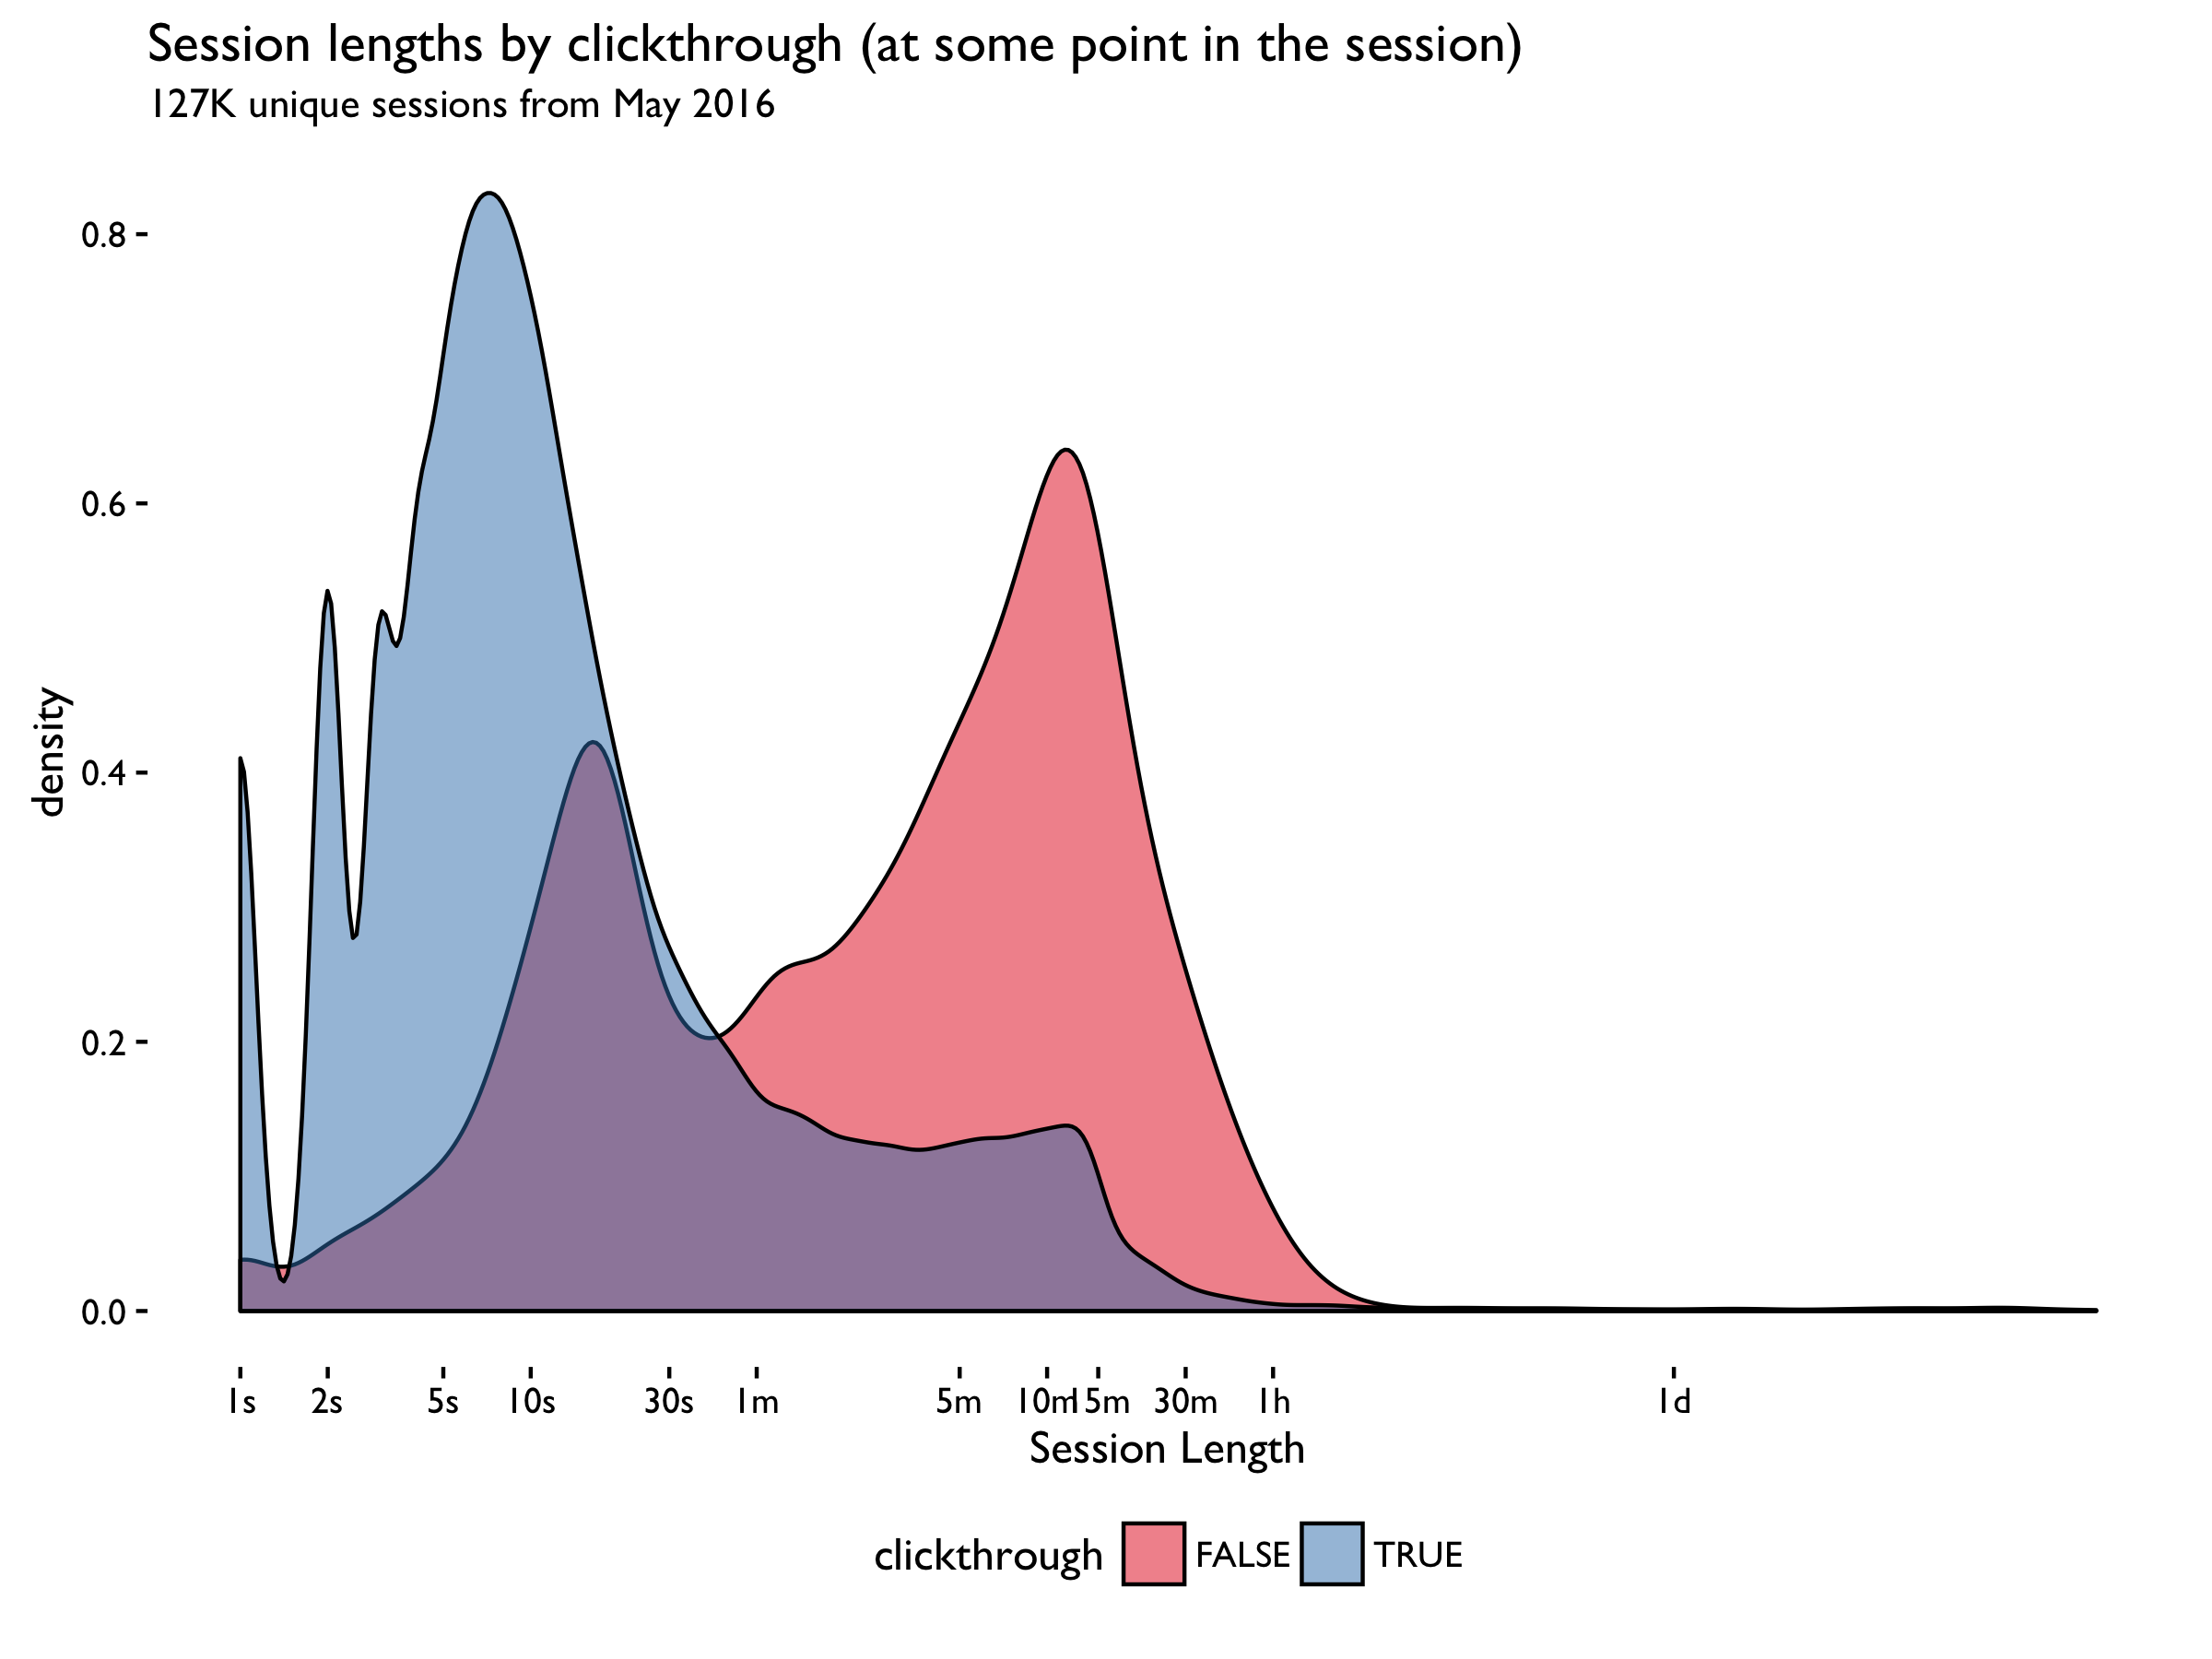 Session lengths by clickthrough (at some point in the session)
127K unique sessions from May 2016
0.8
0.6
0.4
0.2
0.0
density
1s 2s 5s 10s 30s 1m 5m 10m 15m 30m 1h 1d
Session Length
clickthrough FALSE TRUE